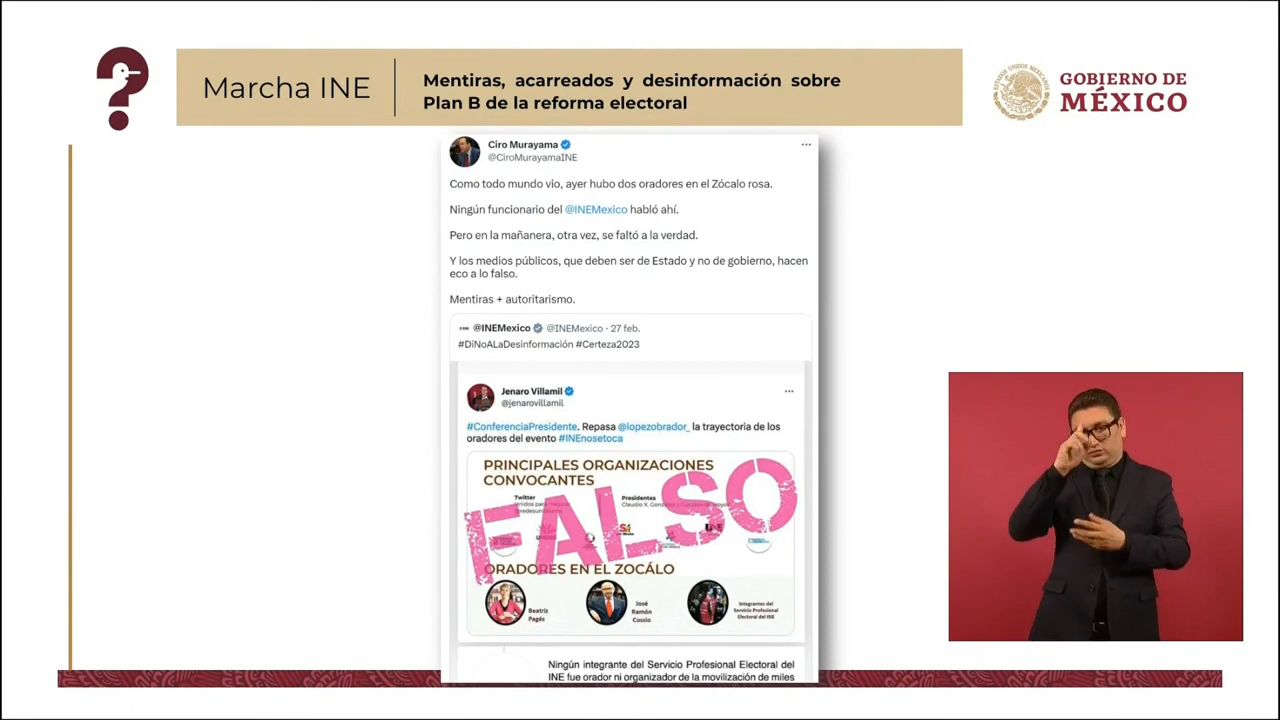 Marcha INE
Mentiras, acarreados y desinformación sobre
Plan B de la reforma electoral
GOBIERNO DE
MÉXICO
Ciro Murayama
@CiroMurayamaINE
Como todo mundo vio, ayer hubo dos oradores en el Zócalo rosa.
Ningún funcionario del @INEMexico habló ahí.
Pero en la mañanera, otra vez, se faltó a la verdad.
Y los medios públicos, que deben ser de Estado y no de gobierno, hacen
eco a lo falso.
Mentiras + autoritarismo.
@INEMexico @INEMexico · 27 feb.
#DiNoALaDesinformación #Certeza2023
Jenaro Villamil
@jenarovillamil
#ConferenciaPresidente. Repasa @lopezobrador_ la trayectoria de los
oradores del evento #INEnosetoca
PRINCIPALES ORGANIZACIONES
CONVOCANTES
Twitter
Presidentes
FALSO
ORADORES EN EL ZOCÁLO
Beatriz
Pagés
José
Ramón
Cossío
Integrantes del
Servicio Profesional
Electoral del INE
Ningún integrante del Servicio Profesional Electoral del
INE fue orador ni organizador de la movilización de miles